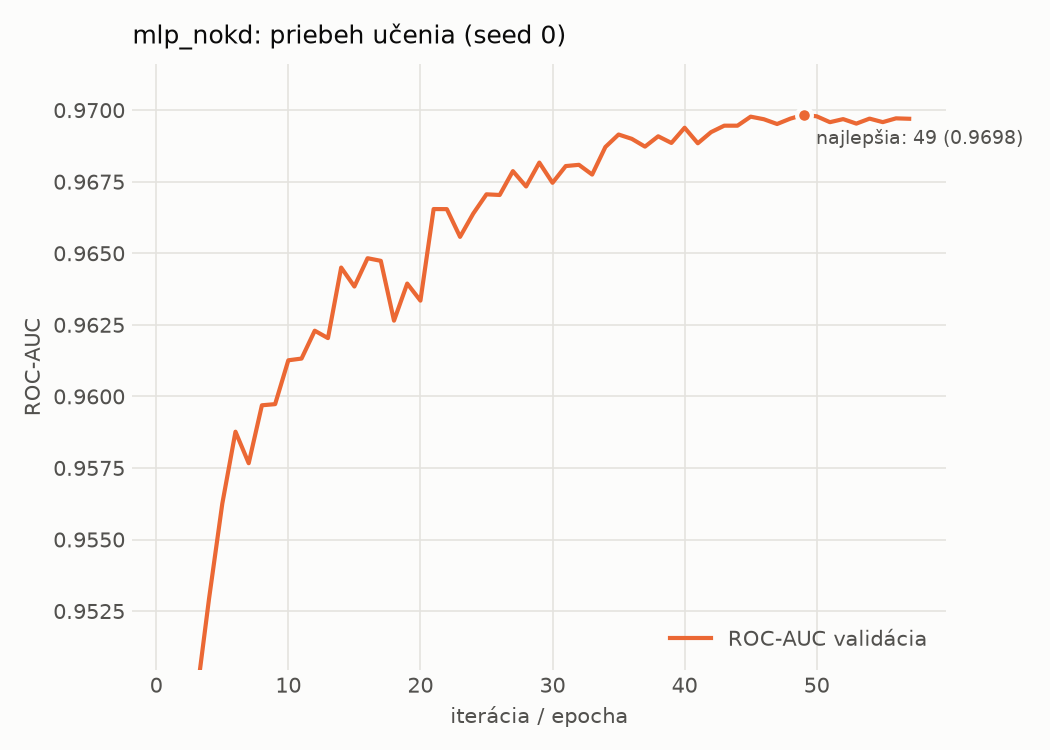 mlp_nokd: priebeh učenia (seed 0)
0.9700
najlepšia: 49 (0.9698)
0.9675
0.9650
0.9625
0.9600
0.9575
0.9550
0.9525
ROC-AUC
ROC-AUC validácia
0 10 20 30 40 50
iterácia / epocha